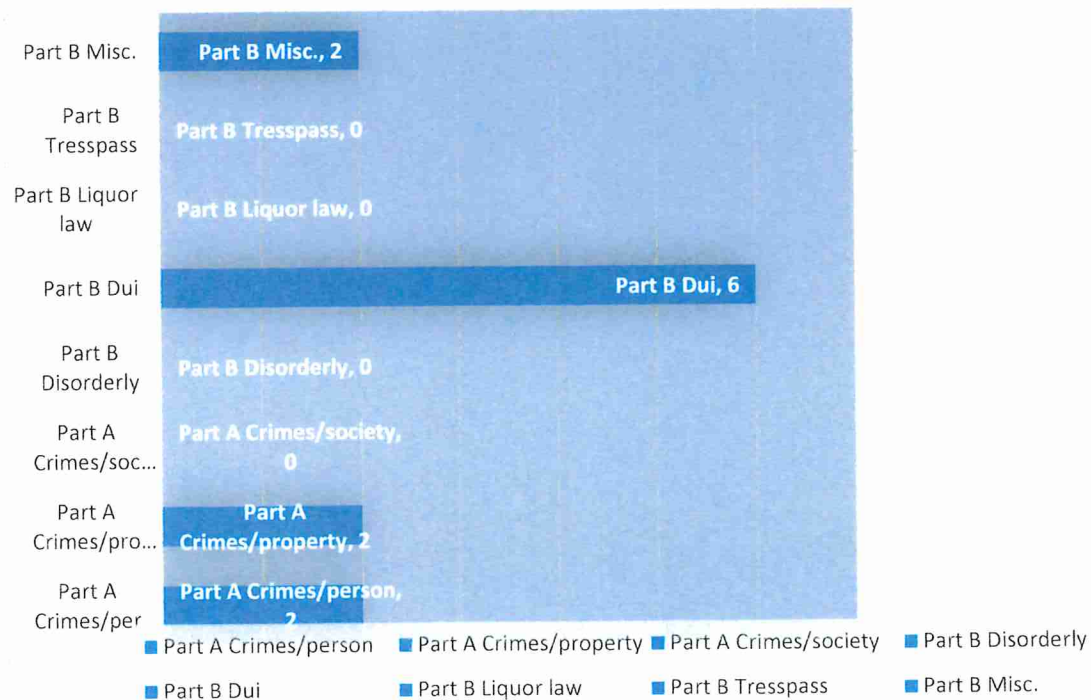 Part B Misc.
Part B Misc., 2
Part B
Tresspass
Part B Tresspass, 0
Part B Liquor
law
Part B Liquor law, 0
Part B Dui
Part B Dui, 6
Part B
Disorderly
Part B Disorderly, 0
Part A
Crimes/soc...
Part A Crimes/society,
0
Part A
Crimes/pro...
Part A
Crimes/property, 2
Part A
Crimes/per
Part A Crimes/person,
2
Part A Crimes/person
Part A Crimes/property
Part A Crimes/society
Part B Disorderly
Part B Dui
Part B Liquor law
Part B Tresspass
Part B Misc.